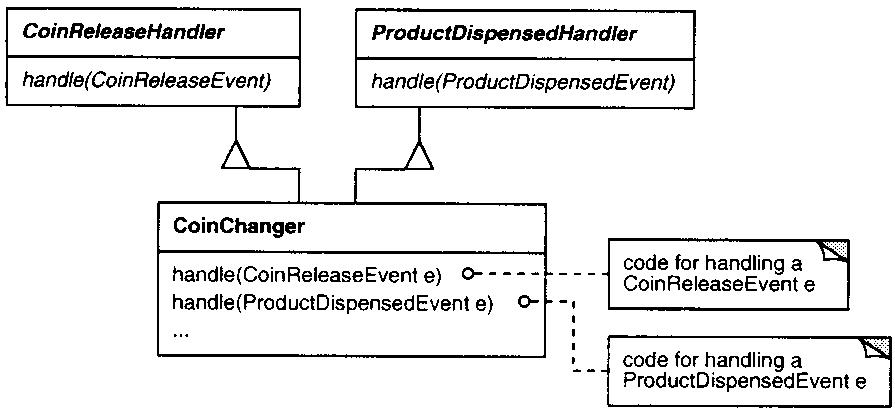 CoinReleaseHandler
handle(CoinReleaseEvent)
ProductDispensedHandler
handle(ProductDispensedEvent)
CoinChanger
handle(CoinReleaseEvent e)
handle(ProductDispensedEvent e)
...
code for handling a
CoinReleaseEvent e
code for handling a
ProductDispensedEvent e